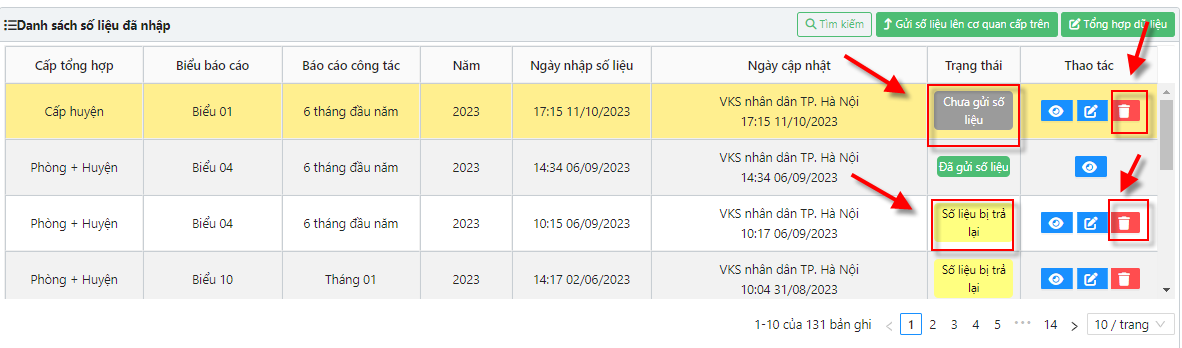 Danh sách số liệu đã nhập
Tìm kiếm
Gửi số liệu lên cơ quan cấp trên
Tổng hợp dữ liệu
Cấp tổng hợp Biểu báo cáo Báo cáo công tác Năm Ngày nhập số liệu Ngày cập nhật Trạng thái Thao tác
Cấp huyện Biểu 01 6 tháng đầu năm 2023 17:15 11/10/2023 VKS nhân dân TP. Hà Nội
17:15 11/10/2023
Chưa gửi số
liệu
Phòng + Huyện Biểu 04 6 tháng đầu năm 2023 14:34 06/09/2023 VKS nhân dân TP. Hà Nội
14:34 06/09/2023
Đã gửi số liệu
Phòng + Huyện Biểu 04 6 tháng đầu năm 2023 10:15 06/09/2023 VKS nhân dân TP. Hà Nội
10:17 06/09/2023
Số liệu bị trả
lại
Phòng + Huyện Biểu 10 Tháng 01 2023 14:17 02/06/2023 VKS nhân dân TP. Hà Nội
10:04 31/08/2023
Số liệu bị trả
lại
1-10 của 131 bản ghi < 1 2 3 4 5 ••• 14 > 10 / trang